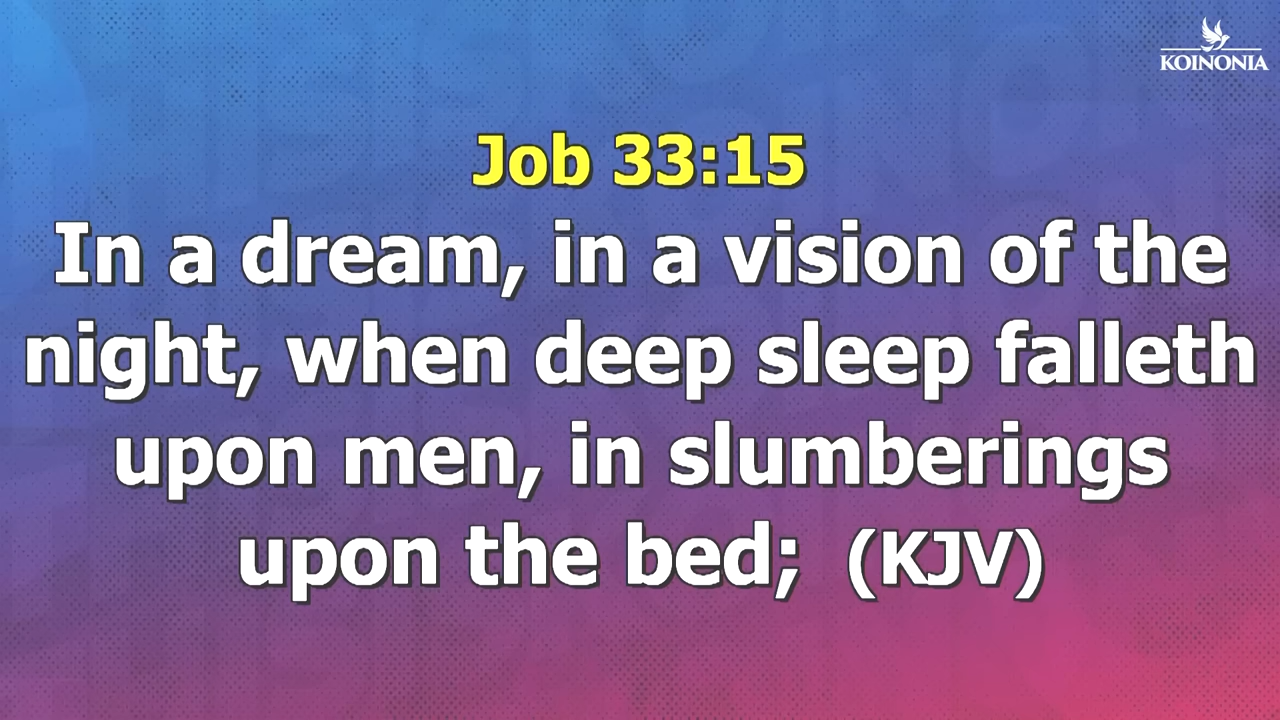 KOINONIA
Job 33:15
In a dream, in a vision of the
night, when deep sleep falleth
upon men, in slumberings
upon the bed; (KJV)